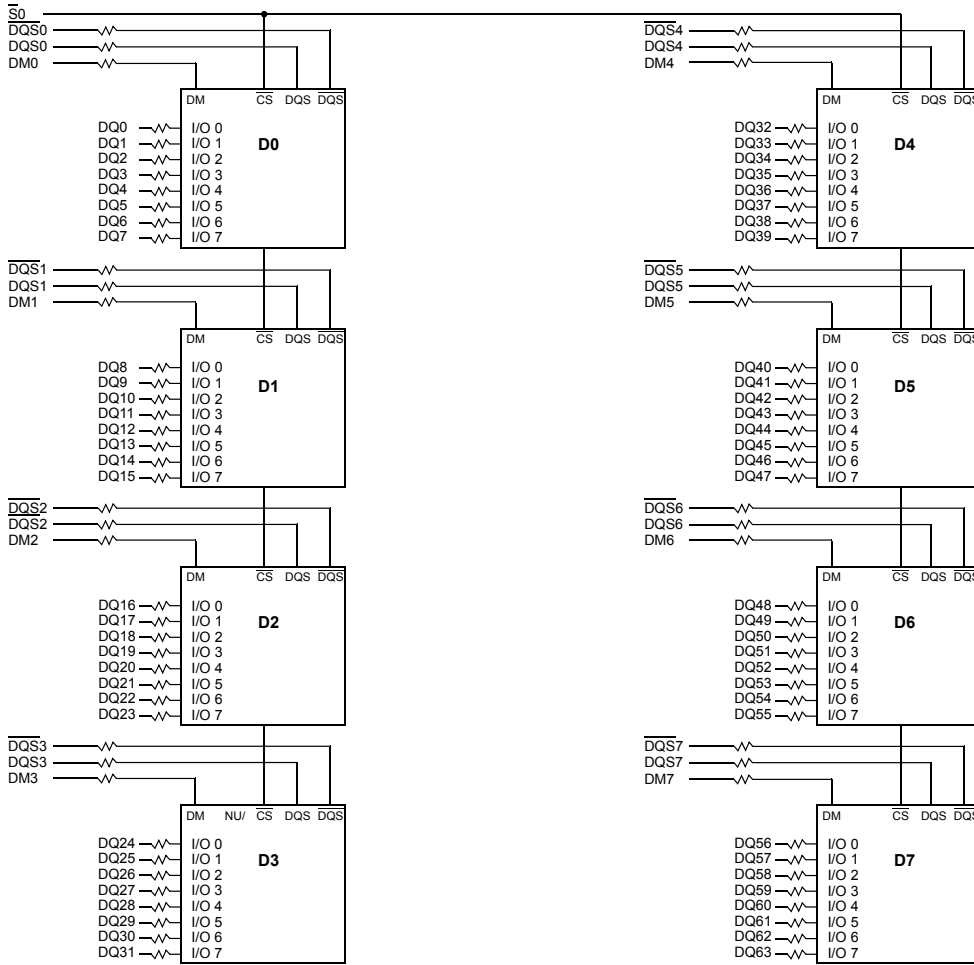 S0
DQS0
DQS0
DM0
DM CS DQS DQS
D0
DQ0 I/O 0
DQ1 I/O 1
DQ2 I/O 2
DQ3 I/O 3
DQ4 I/O 4
DQ5 I/O 5
DQ6 I/O 6
DQ7 I/O 7
DQS1
DQS1
DM1
DM CS DQS DQS
D1
DQ8 I/O 0
DQ9 I/O 1
DQ10 I/O 2
DQ11 I/O 3
DQ12 I/O 4
DQ13 I/O 5
DQ14 I/O 6
DQ15 I/O 7
DQS2
DQS2
DM2
DM CS DQS DQS
D2
DQ16 I/O 0
DQ17 I/O 1
DQ18 I/O 2
DQ19 I/O 3
DQ20 I/O 4
DQ21 I/O 5
DQ22 I/O 6
DQ23 I/O 7
DQS3
DQS3
DM3
DM NU/ CS DQS DQS
D3
DQ24 I/O 0
DQ25 I/O 1
DQ26 I/O 2
DQ27 I/O 3
DQ28 I/O 4
DQ29 I/O 5
DQ30 I/O 6
DQ31 I/O 7
DQS4
DQS4
DM4
DM CS DQS DQS
D4
DQ32 I/O 0
DQ33 I/O 1
DQ34 I/O 2
DQ35 I/O 3
DQ36 I/O 4
DQ37 I/O 5
DQ38 I/O 6
DQ39 I/O 7
DQS5
DQS5
DM5
DM CS DQS DQS
D5
DQ40 I/O 0
DQ41 I/O 1
DQ42 I/O 2
DQ43 I/O 3
DQ44 I/O 4
DQ45 I/O 5
DQ46 I/O 6
DQ47 I/O 7
DQS6
DQS6
DM6
DM CS DQS DQS
D6
DQ48 I/O 0
DQ49 I/O 1
DQ50 I/O 2
DQ51 I/O 3
DQ52 I/O 4
DQ53 I/O 5
DQ54 I/O 6
DQ55 I/O 7
DQS7
DQS7
DM7
DM CS DQS DQS
D7
DQ56 I/O 0
DQ57 I/O 1
DQ58 I/O 2
DQ59 I/O 3
DQ60 I/O 4
DQ61 I/O 5
DQ62 I/O 6
DQ63 I/O 7